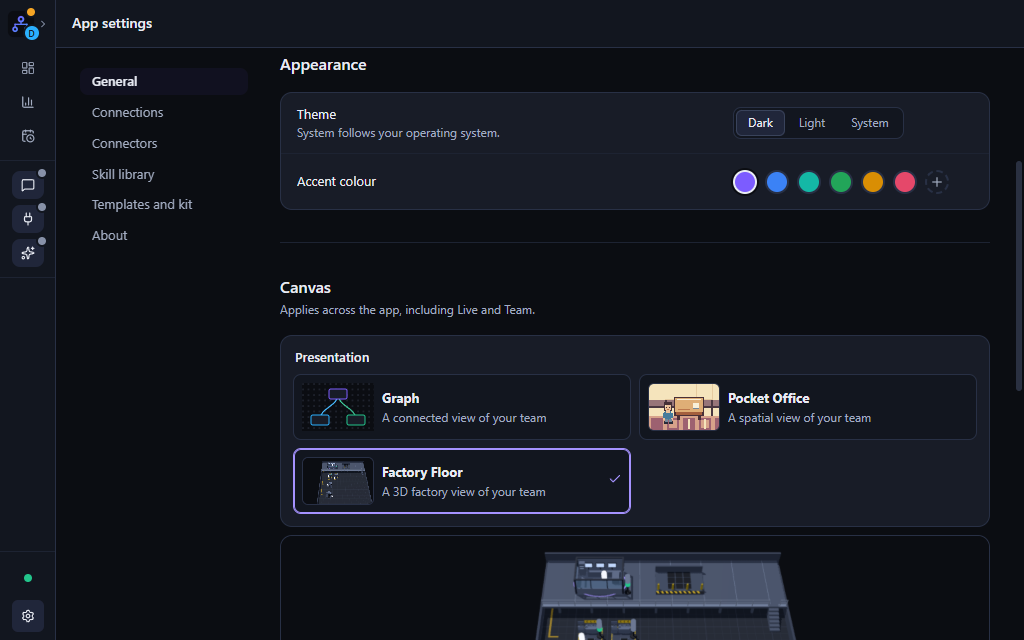 D
App settings
General
Connections
Connectors
Skill library
Templates and kit
About
Appearance
Theme
System follows your operating system.
Dark
Light
System
Accent colour
Canvas
Applies across the app, including Live and Team.
Presentation
Graph
A connected view of your team
Pocket Office
A spatial view of your team
Factory Floor
A 3D factory view of your team